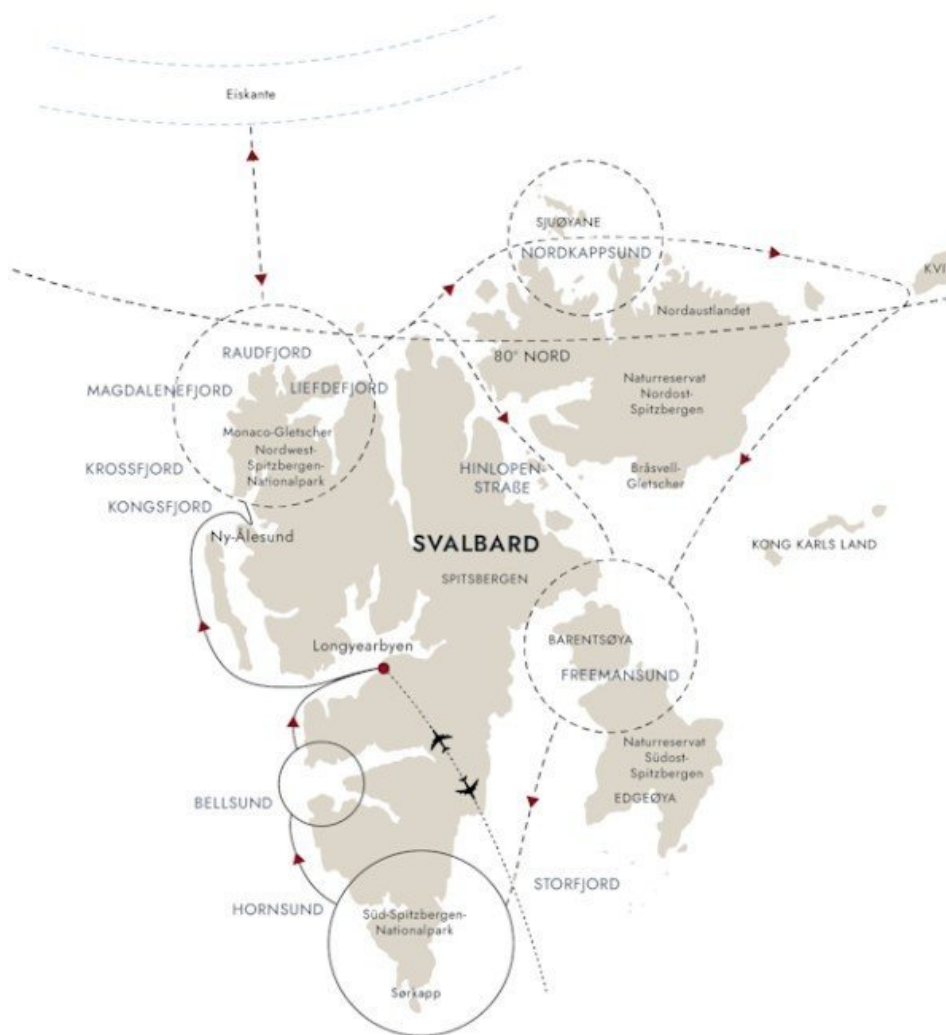 Eiskante
SJUØYANE
NORDKAPPSUND
KVI
Nordaustlandet
RAUDFJORD
80° NORD
MAGDALENEFJORD
LIEFDEFJORD
Naturreservat
Nordost-
Spitzbergen
Monaco-Gletscher
Nordwest-
Spitzbergen-
Nationalpark
KROSSFJORD
HINLOPEN-
STRAßE
Bråsvell-
Gletscher
KONGSFJORD
Ny-Ålesund
SVALBARD
KONG KARLS LAND
SPITSBERGEN
Longyearbyen
BARENTSØYA
FREEMANSUND
Naturreservat
Südost-
Spitzbergen
EDGEØYA
BELLSUND
STORFJORD
HORNSUND
Süd-Spitzbergen-
Nationalpark
Sørkapp